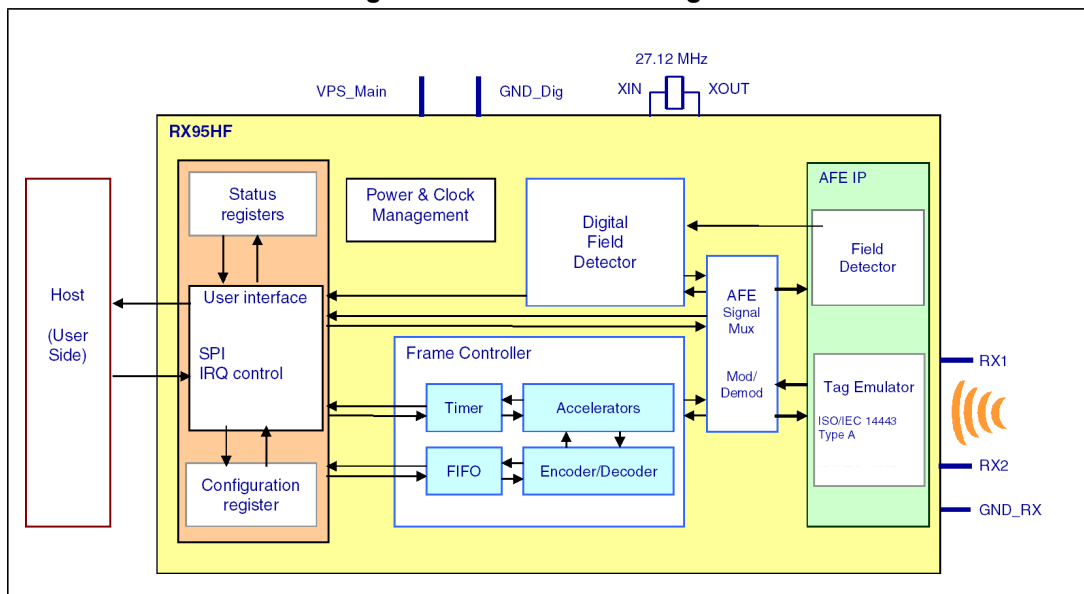 27.12 MHz
VPS_Main
GND_Dig
XIN
XOUT
RX95HF
Status
registers
Power & Clock
Management
Digital
Field
Detector
AFE IP
Field
Detector
Host
(User
Side)
User interface
SPI
IRQ control
AFE
Signal
Mux
Mod/
Demod
Frame Controller
Timer
Accelerators
FIFO
Encoder/Decoder
Configuration
register
Tag Emulator
ISO/IEC 14443
Type A
RX1
RX2
GND_RX